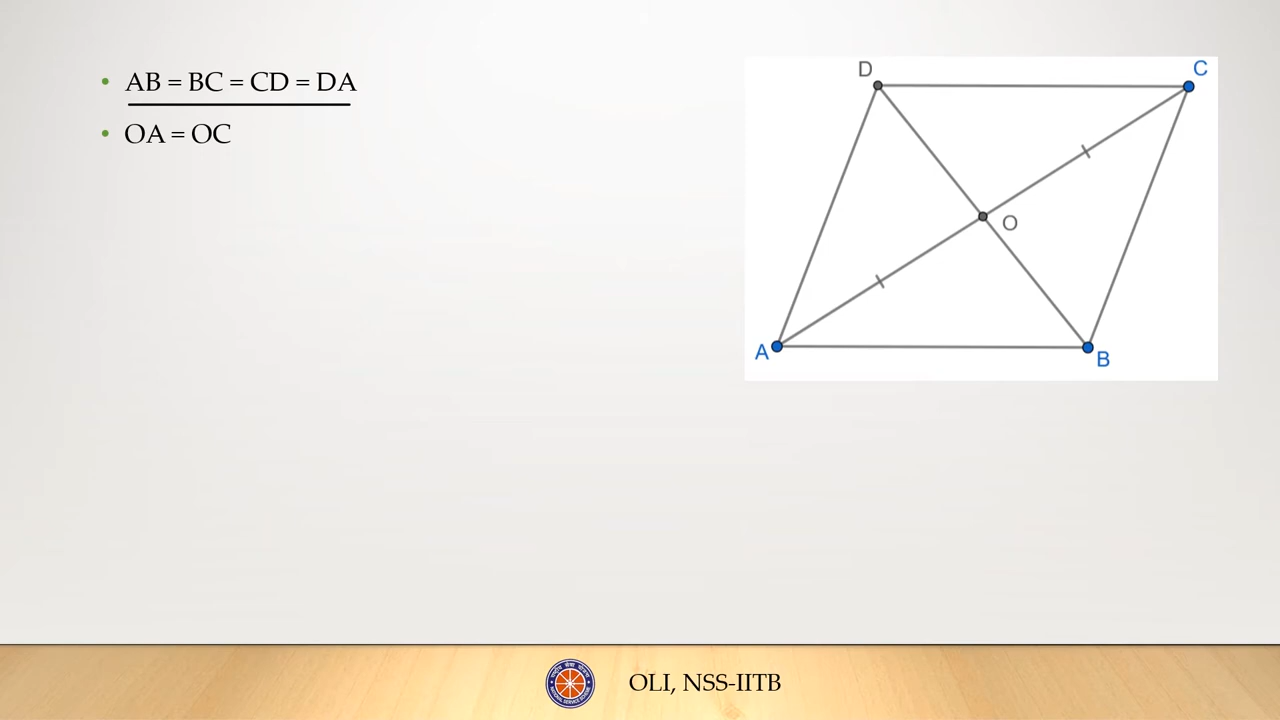 AB = BC = CD = DA
OA = OC
D
C
O
A
B
OLI, NSS-IITB